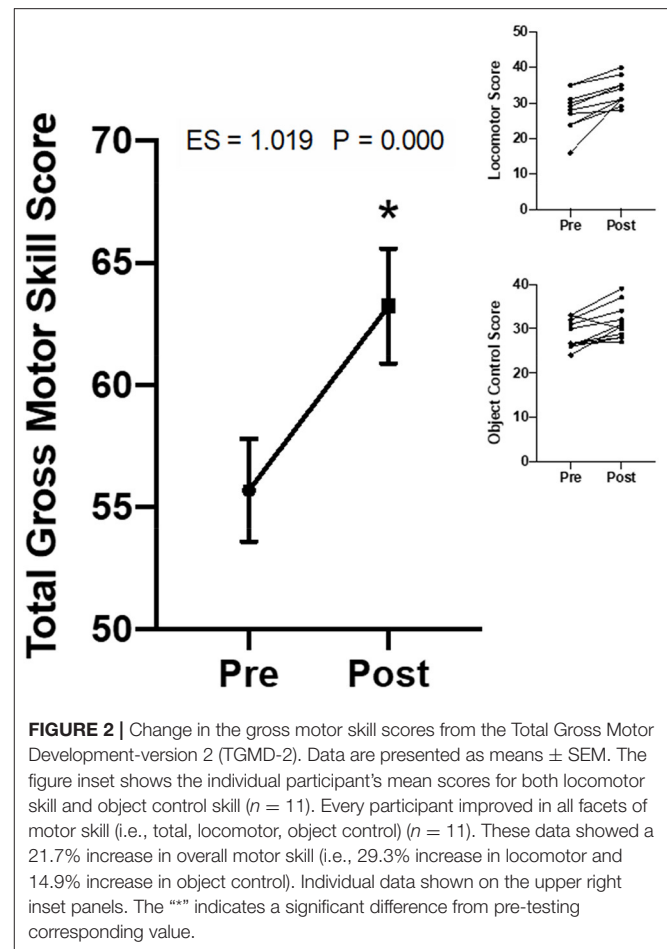 Total Gross Motor Skill Score
70
65
60
55
50
ES = 1.019 P = 0.000
*
Pre Post
Locomotor Score
50
40
30
20
10
0
Pre Post
Object Control Score
40
30
20
10
0
Pre Post
FIGURE 2 | Change in the gross motor skill scores from the Total Gross Motor
Development-version 2 (TGMD-2). Data are presented as means ± SEM. The
figure inset shows the individual participant's mean scores for both locomotor
skill and object control skill (n = 11). Every participant improved in all facets of
motor skill (i.e., total, locomotor, object control) (n = 11). These data showed a
21.7% increase in overall motor skill (i.e., 29.3% increase in locomotor and
14.9% increase in object control). Individual data shown on the upper right
inset panels. The “*” indicates a significant difference from pre-testing
corresponding value.